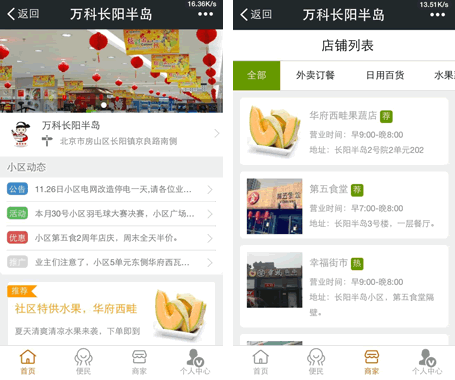 16.36K/s
返回
万科长阳半岛
万科长阳半岛
北京市房山区长阳镇京良路南侧
小区动态
公告 11.26日小区电网改造停电一天,请各位业...
活动 本月30号小区羽毛球大赛决赛，小区广场...
优惠 小区第五食2周年店庆，周末全天半价。
推广 业主们注意了，小区5单元东侧华府西瓦...
推荐
社区特供水果，华府西畦
夏天清爽清凉水果来袭，下单即到
首页
便民
商家
个人中心
13.51K/s
返回
万科长阳半岛
店铺列表
全部
外卖订餐
日用百货
水果
华府西畦果蔬店 荐
营业时间：早9:00-晚8:00
地址：长阳半岛2号院2单元202
第五食堂 荐
营业时间：早7:00-晚8:00
地址：长阳半岛3号楼，一层餐厅。
幸福街市 热
营业时间：早9:00-晚8:00
地址：长阳半岛小区，第五食堂隔
壁。
首页
便民
商家
个人中心